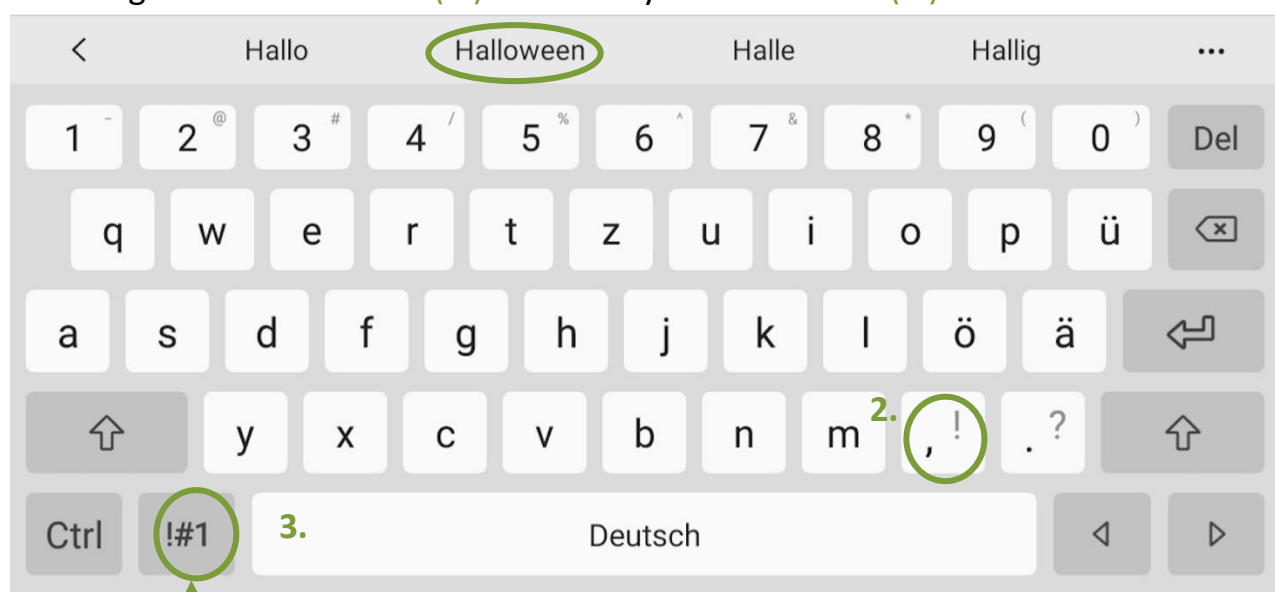 < Hallo Halloween Halle Hallig ...
1 - 2 @ 3 # 4 / 5 % 6 ^ 7 & 8 * 9 ( 0 ) Del
q w e r t z u i o p ü
a s d f g h j k l ö ä
y x c v b n m 2. , ! . ?
Ctrl !#1 3. Deutsch